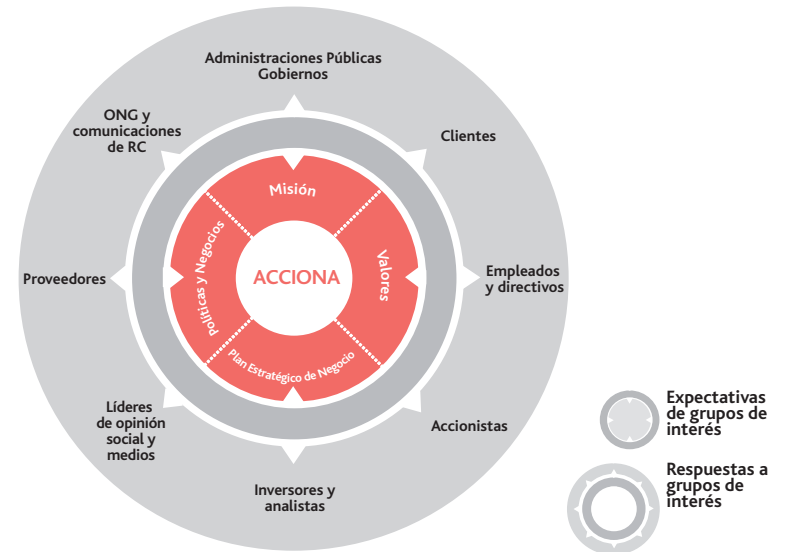 Administraciones Públicas
Gobiernos
ONG y
comunicaciones
de RC
Clientes
Misión
Políticas y Negocios
ACCIONA
Valores
Proveedores
Empleados
y directivos
Plan Estratégico de Negocio
Líderes
de opinión
social y
medios
Accionistas
Inversores y
analistas
Expectativas
de grupos de
interés
Respuestas a
grupos de
interés